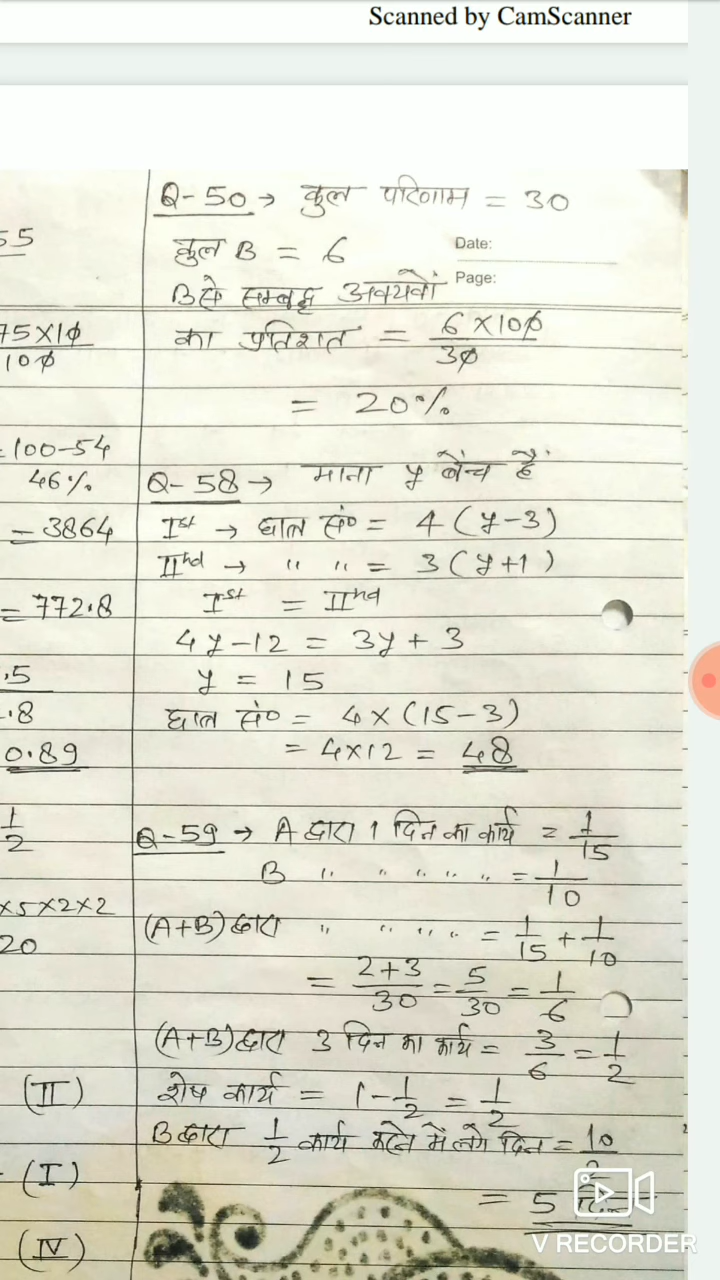 Scanned by CamScanner
55
75×10
100
=100-54
46%
= 3864
= 772.8
.5
.8
0.89
1/2
×5×2×2
20
(II)
(I)
(IV)
Q-50 → कुल परिणाम = 30
कुल B = 6
Date:
Page:
B से सम्बद्ध अवयवों
का प्रतिशत = 6×100/30
= 20%
Q-58 → माना y बेंच हैं
Ist → छात्र सं० = 4(y-3)
IInd → " " = 3(y+1)
Ist = IInd
4y-12 = 3y+3
y = 15
छात्र सं० = 4×(15-3)
= 4×12 = 48
Q-59 → A द्वारा 1 दिन का कार्य = 1/15
B " " " " " = 1/10
(A+B) द्वारा " " " " " = 1/15 + 1/10
= 2+3/30 = 5/30 = 1/6
(A+B) द्वारा 3 दिन का कार्य = 3/6 = 1/2
शेष कार्य = 1-1/2 = 1/2
B द्वारा 1/2 कार्य करने में लगे दिन = 10/2
= 5 दिन
V RECORDER